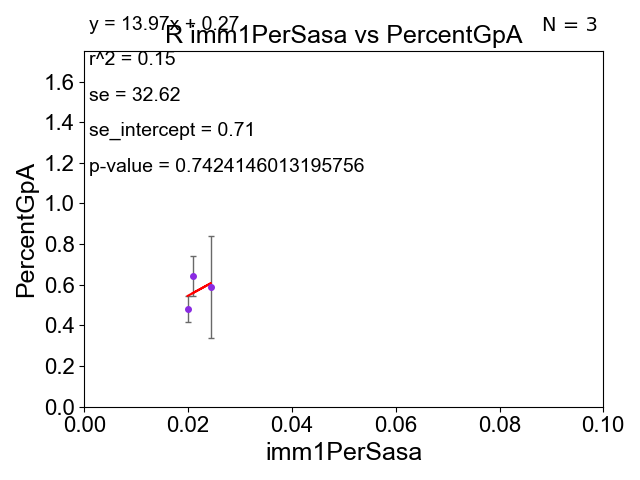 y = 13.97x + 0.27
N = 3
R imm1PerSasa vs PercentGpA
r^2 = 0.15
se = 32.62
se_intercept = 0.71
p-value = 0.7424146013195756
PercentGpA
1.6
1.4
1.2
1.0
0.8
0.6
0.4
0.2
0.0
0.00 0.02 0.04 0.06 0.08 0.10
imm1PerSasa